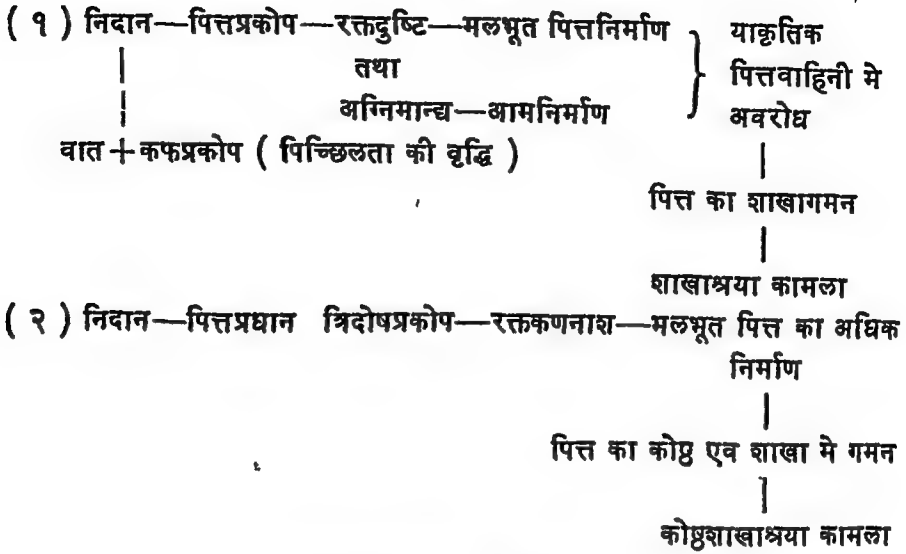 ( १ ) निदान—पित्तप्रकोप—रक्तदुष्टि—मलभूत पित्तनिर्माण
तथा
अग्निमान्द्य—आमनिर्माण
याकृतिक
पित्तवाहिनी मे
अवरोध
वात + कफप्रकोप ( पिच्छिलता की वृद्धि )
पित्त का शाखागमन
शाखाश्रया कामला
( २ ) निदान—पित्तप्रधान त्रिदोषप्रकोप—रक्तकणनाश—मलभूत पित्त का अधिक
निर्माण
पित्त का कोष्ठ एव शाखा मे गमन
कोष्ठशाखाश्रया कामला